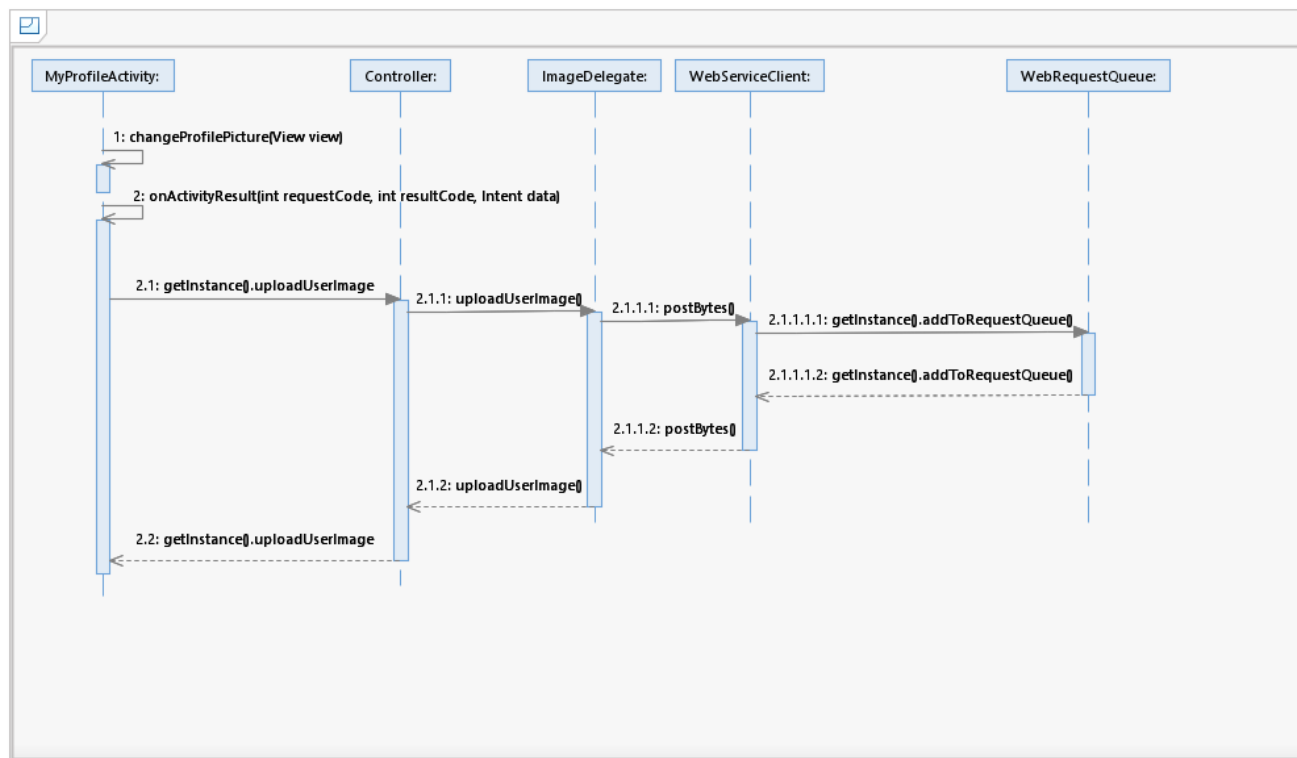 MyProfileActivity:
Controller:
ImageDelegate:
WebServiceClient:
WebRequestQueue:
1: changeProfilePicture(View view)
2: onActivityResult(int requestCode, int resultCode, Intent data)
2.1: getInstance().uploadUserImage
2.1.1: uploadUserImage()
2.1.1.1: postBytes()
2.1.1.1.1: getInstance().addToRequestQueue()
2.1.1.1.2: getInstance().addToRequestQueue()
2.1.1.2: postBytes()
2.1.2: uploadUserImage()
2.2: getInstance().uploadUserImage